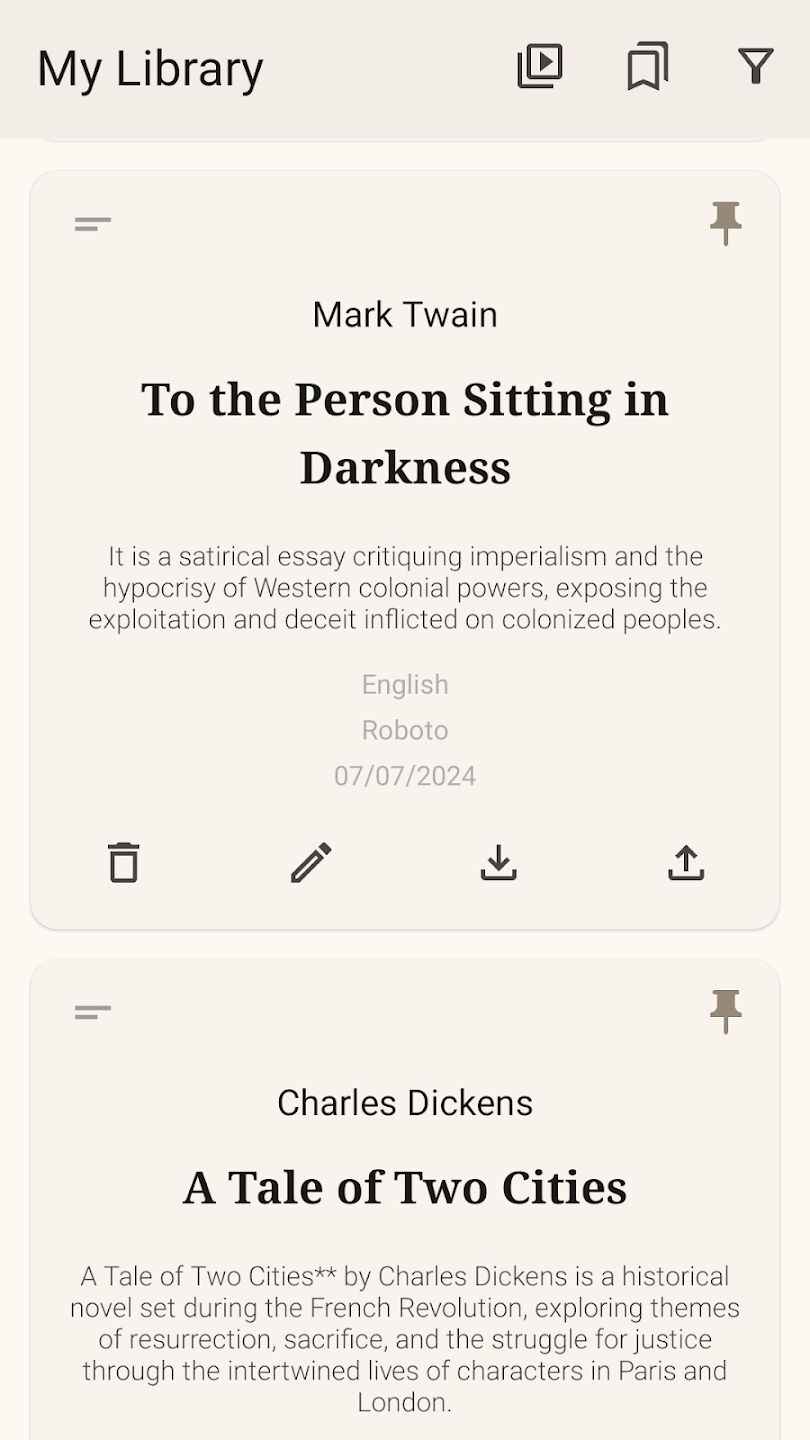 My Library
Mark Twain
To the Person Sitting in
Darkness
It is a satirical essay critiquing imperialism and the
hypocrisy of Western colonial powers, exposing the
exploitation and deceit inflicted on colonized peoples.
English
Roboto
07/07/2024
Charles Dickens
A Tale of Two Cities
A Tale of Two Cities** by Charles Dickens is a historical
novel set during the French Revolution, exploring themes
of resurrection, sacrifice, and the struggle for justice
through the intertwined lives of characters in Paris and
London.